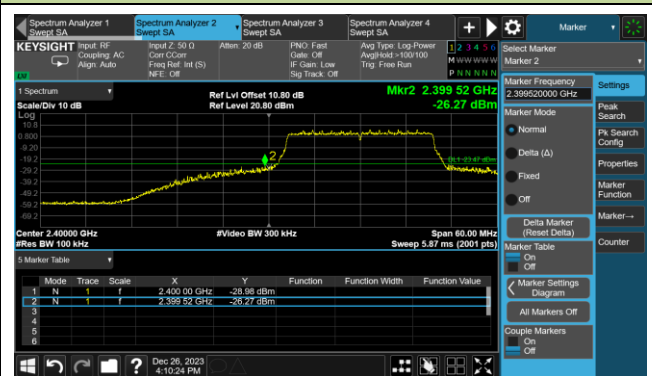 Spectrum Analyzer 1
Swept SA
Spectrum Analyzer 2
Swept SA
Spectrum Analyzer 3
Swept SA
Spectrum Analyzer 4
Swept SA
Marker
KEYSIGHT
Input: RF
Coupling: AC
Align: Auto
Input Z: 50 Ω
Corr CCorr
Freq Ref: Int (S)
NFE: Off
Atten: 20 dB
PNO: Fast
Gate: Off
IF Gain: Low
Sig Track: Off
Avg Type: Log-Power
Avg|Hold:>100/100
Trig: Free Run
1 2 3 4 5 6
M W W W W W
P N N N N N
LXI
Select Marker
Marker 2
1 Spectrum
Scale/Div 10 dB
Log
Ref Lvl Offset 10.80 dB
Ref Level 20.80 dBm
Mkr2 2.399 52 GHz
-26.27 dBm
10.8
0.800
-9.20
-19.2
-29.2
-39.2
-49.2
-59.2
-69.2
2
DL1 -23.47 dBm
Center 2.40000 GHz
#Res BW 100 kHz
#Video BW 300 kHz
Span 60.00 MHz
Sweep 5.87 ms (2001 pts)
5 Marker Table
Mode Trace Scale X Y Function Function Width Function Value
1 N 1 f 2.400 00 GHz -28.98 dBm
2 N 1 f 2.399 52 GHz -26.27 dBm
3
4
5
6
Marker Frequency
2.399520000 GHz
Marker Mode
Normal
Delta (Δ)
Fixed
Off
Delta Marker
(Reset Delta)
Marker Table
On
Off
Marker Settings
Diagram
All Markers Off
Couple Markers
On
Off
Settings
Peak
Search
Pk Search
Config
Properties
Marker
Function
Marker→
Counter
Dec 26, 2023
4:10:24 PM